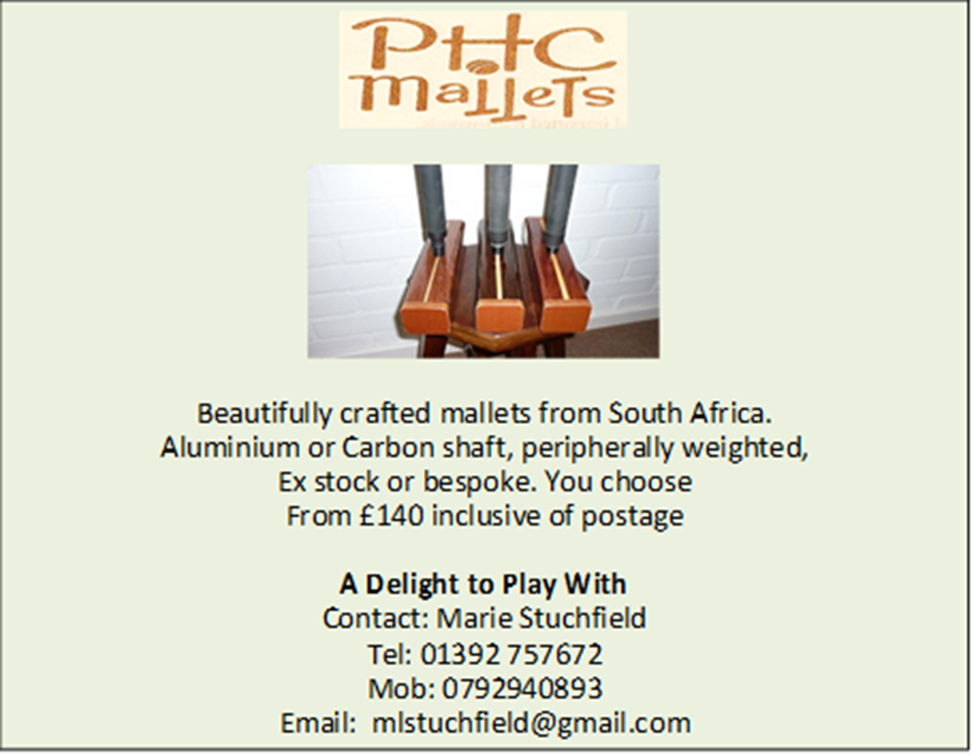 PHC
maLLeTs
Beautifully crafted mallets from South Africa.
Aluminium or Carbon shaft, peripherally weighted,
Ex stock or bespoke. You choose
From £140 inclusive of postage
A Delight to Play With
Contact: Marie Stuchfield
Tel: 01392 757672
Mob: 0792940893
Email:  mlstuchfield@gmail.com